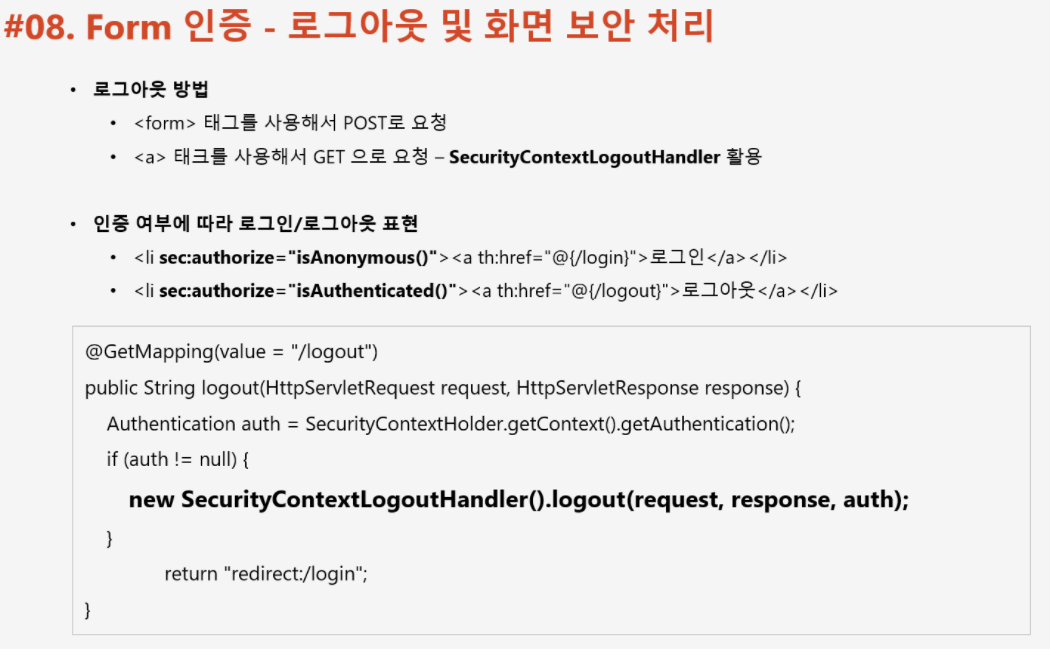 #08. Form 인증 - 로그아웃 및 화면 보안 처리
• 로그아웃 방법
• <form> 태그를 사용해서 POST로 요청
• <a> 태크를 사용해서 GET 으로 요청 – SecurityContextLogoutHandler 활용
• 인증 여부에 따라 로그인/로그아웃 표현
• <li sec:authorize="isAnonymous()"><a th:href="@{/login}">로그인</a></li>
• <li sec:authorize="isAuthenticated()"><a th:href="@{/logout}">로그아웃</a></li>
@GetMapping(value = "/logout")
public String logout(HttpServletRequest request, HttpServletResponse response) {
Authentication auth = SecurityContextHolder.getContext().getAuthentication();
if (auth != null) {
new SecurityContextLogoutHandler().logout(request, response, auth);
}
return "redirect:/login";
}